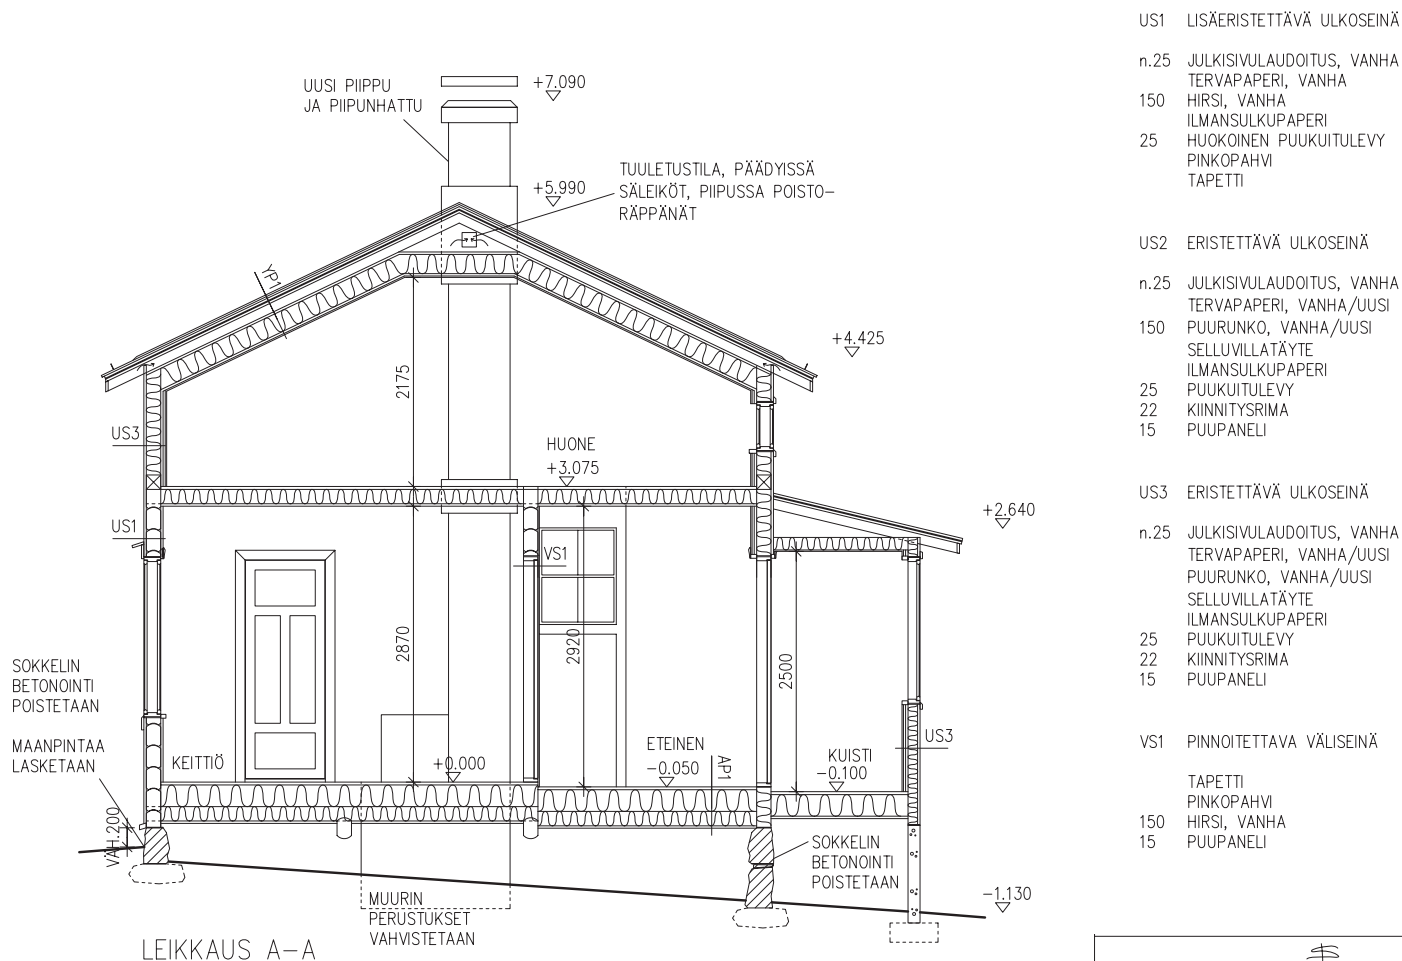 UUSI PIIPPU
JA PIIPUNHATTU
+7.090
+5.990
TUULETUSTILA, PÄÄDYISSÄ
SÄLEIKÖT, PIIPUSSA POISTO-
RÄPPÄNÄT
YP1
+4.425
2175
US3
HUONE
+3.075
+2.640
US1
VS1
2870
2920
2500
SOKKELIN
BETONOINTI
POISTETAAN
MAANPINTAA
LASKETAAN
KEITTIÖ
+0.000
ETEINEN
-0.050
AP1
KUISTI
-0.100
US3
VÄH.200
SOKKELIN
BETONOINTI
POISTETAAN
MUURIN
PERUSTUKSET
VAHVISTETAAN
-1.130
LEIKKAUS A-A
US1 LISÄERISTETTÄVÄ ULKOSEINÄ
n.25 JULKISIVULAUDOITUS, VANHA
TERVAPAPERI, VANHA
150 HIRSI, VANHA
ILMANSULKUPAPERI
25 HUOKOINEN PUUKUITULEVY
PINKOPAHVI
TAPETTI
US2 ERISTETTÄVÄ ULKOSEINÄ
n.25 JULKISIVULAUDOITUS, VANHA
TERVAPAPERI, VANHA/UUSI
150 PUURUNKO, VANHA/UUSI
SELLUVILLATÄYTE
ILMANSULKUPAPERI
25 PUUKUITULEVY
22 KIINNITYSRIMA
15 PUUPANELI
US3 ERISTETTÄVÄ ULKOSEINÄ
n.25 JULKISIVULAUDOITUS, VANHA
TERVAPAPERI, VANHA/UUSI
PUURUNKO, VANHA/UUSI
SELLUVILLATÄYTE
ILMANSULKUPAPERI
25 PUUKUITULEVY
22 KIINNITYSRIMA
15 PUUPANELI
VS1 PINNOITETTAVA VÄLISEINÄ
TAPETTI
PINKOPAHVI
150 HIRSI, VANHA
15 PUUPANELI